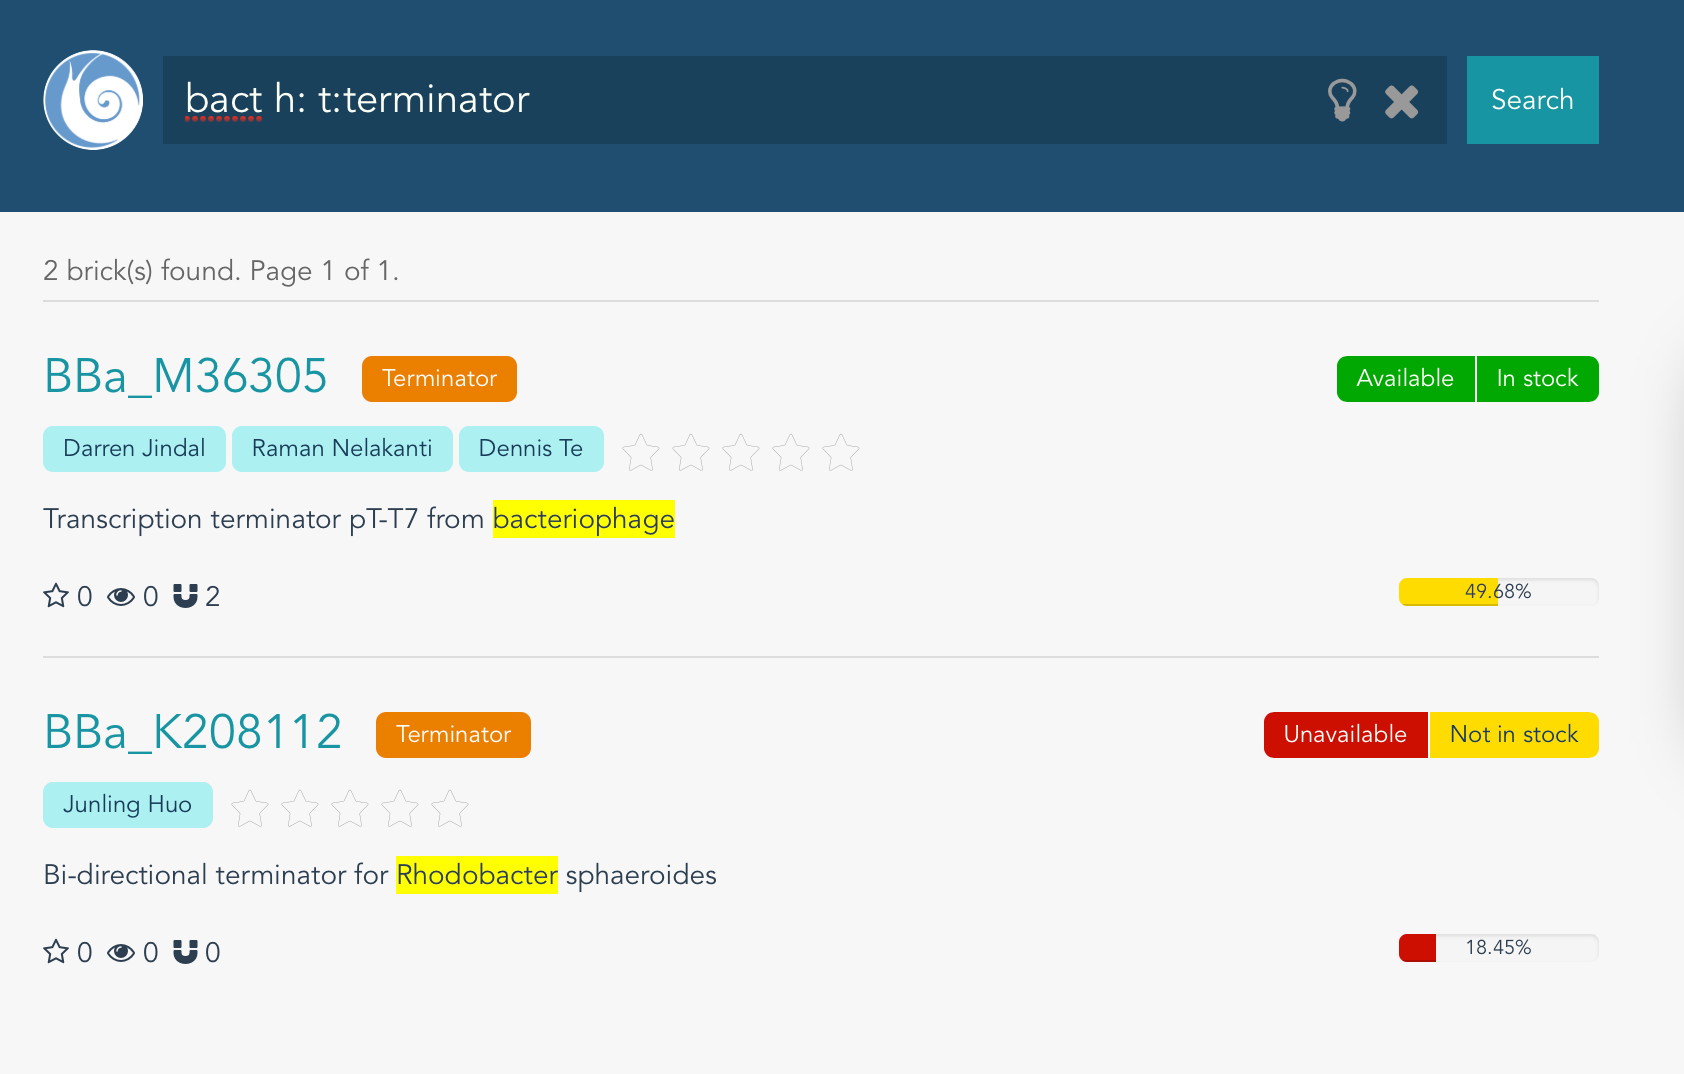 bact h: t:terminator
Search
2 brick(s) found. Page 1 of 1.
BBa_M36305 Terminator Available In stock
Darren Jindal Raman Nelakanti Dennis Te
Transcription terminator pT-T7 from bacteriophage
0 0 2 49.68%
BBa_K208112 Terminator Unavailable Not in stock
Junling Huo
Bi-directional terminator for Rhodobacter sphaeroides
0 0 0 18.45%